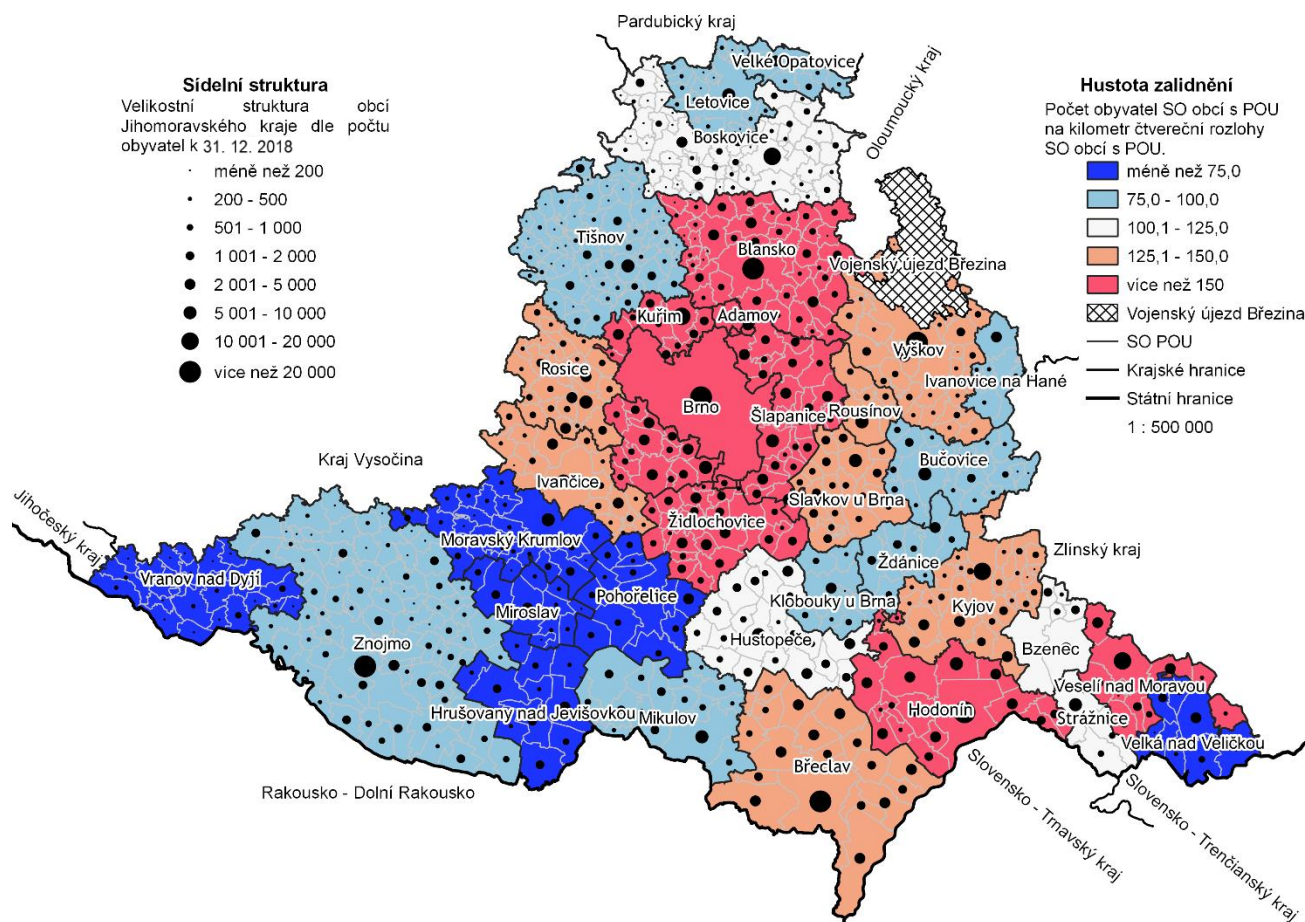 Pardubický kraj
Oloumoucký kraj
Sídelní struktura
Velikostní struktura obcí
Jihomoravského kraje dle počtu
obyvatel k 31. 12. 2018
méně než 200
200 - 500
501 - 1 000
1 001 - 2 000
2 001 - 5 000
5 001 - 10 000
10 001 - 20 000
více než 20 000
Hustota zalidnění
Počet obyvatel SO obcí s POU
na kilometr čtvereční rozlohy
SO obcí s POU.
méně než 75,0
75,0 - 100,0
100,1 - 125,0
125,1 - 150,0
více než 150
Vojenský újezd Březina
SO POU
Krajské hranice
Státní hranice
1 : 500 000
Velké Opatovice
Letovice
Boskovice
Tišnov
Blansko
Vojenský újezd Březina
Kuřim
Adamov
Vyškov
Rosice
Ivanovice na Hané
Brno
Šlapanice
Rousínov
Bučovice
Kraj Vysočina
Ivančice
Slavkov u Brna
Jihočeský kraj
Židlochovice
Moravský Krumlov
Zlínský kraj
Ždánice
Vranov nad Dyjí
Pohořelice
Klobouky u Brna
Miroslav
Kyjov
Hustopeče
Bzenec
Znojmo
Veselí nad Moravou
Hodonín
Strážnice
Hrušovany nad Jevišovkou
Mikulov
Velká nad Veličkou
Břeclav
Rakousko - Dolní Rakousko
Slovensko - Trnavský kraj
Slovensko - Trenčianský kraj